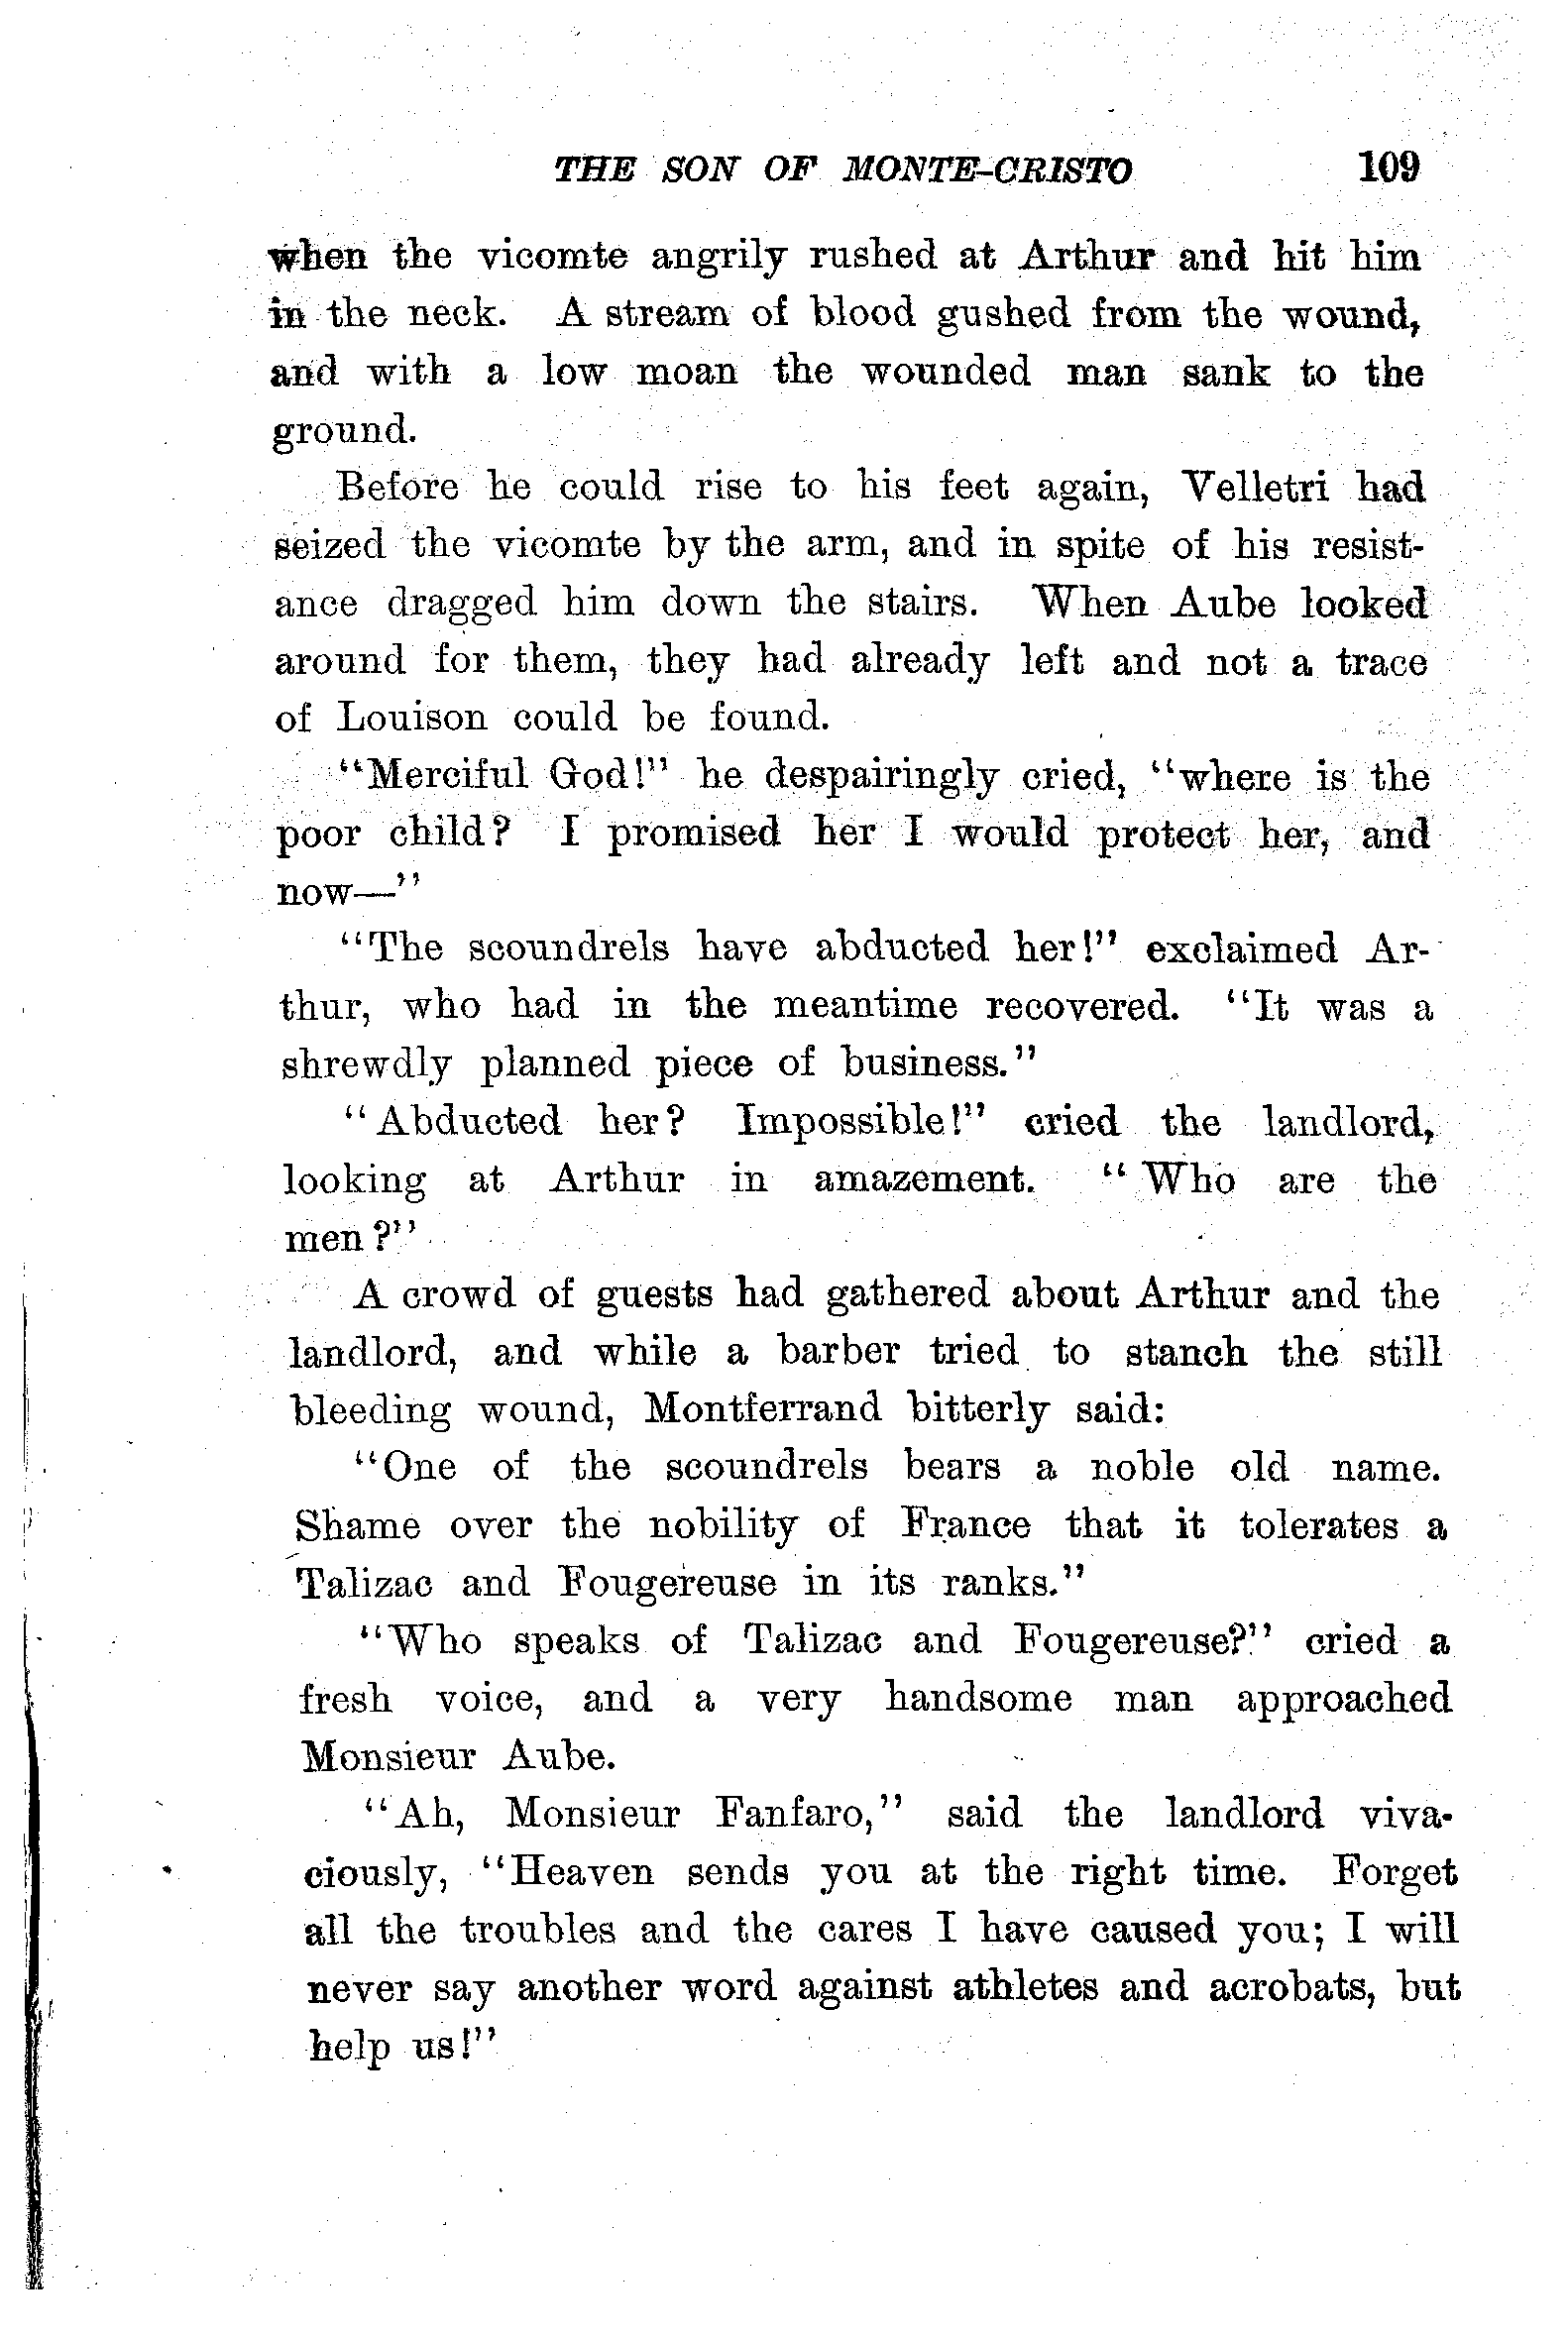 THE SON OF MONTE-CRISTO 109
when the vicomte angrily rushed at Arthur and hit him
in the neck. A stream of blood gushed from the wound,
and with a low moan the wounded man sank to the
ground.
Before he could rise to his feet again, Velletri had
seized the vicomte by the arm, and in spite of his resist-
ance dragged him down the stairs. When Aube looked
around for them, they had already left and not a trace
of Louison could be found.
"Merciful God!" he despairingly cried, "where is the
poor child? I promised her I would protect her, and
now—"
"The scoundrels have abducted her!" exclaimed Ar-
thur, who had in the meantime recovered. "It was a
shrewdly planned piece of business."
"Abducted her? Impossible!" cried the landlord,
looking at Arthur in amazement. "Who are the
men?"
A crowd of guests had gathered about Arthur and the
landlord, and while a barber tried to stanch the still
bleeding wound, Montferrand bitterly said:
"One of the scoundrels bears a noble old name.
Shame over the nobility of France that it tolerates a
Talizac and Fougereuse in its ranks."
"Who speaks of Talizac and Fougereuse?" cried a
fresh voice, and a very handsome man approached
Monsieur Aube.
"Ah, Monsieur Fanfaro," said the landlord viva-
ciously, "Heaven sends you at the right time. Forget
all the troubles and the cares I have caused you; I will
never say another word against athletes and acrobats, but
help us!"